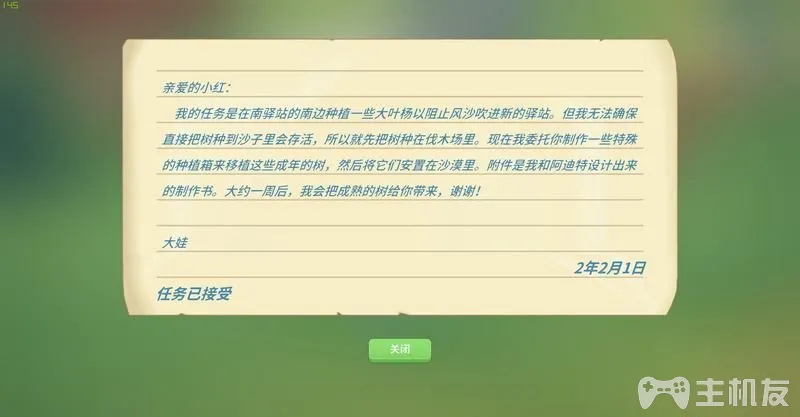 145
亲爱的小红:
我的任务是在南驿站的南边种植一些大叶杨以阻止风沙吹进新的驿站。但我无法确保
直接把树种到沙子里会存活，所以就先把树种在伐木场里。现在我委托你制作一些特殊
的种植箱来移植这些成年的树，然后将它们安置在沙漠里。附件是我和阿迪特设计出来
的制作书。大约一周后，我会把成熟的树给你带来，谢谢！
大娃
2年2月1日
任务已接受
关闭
主机友